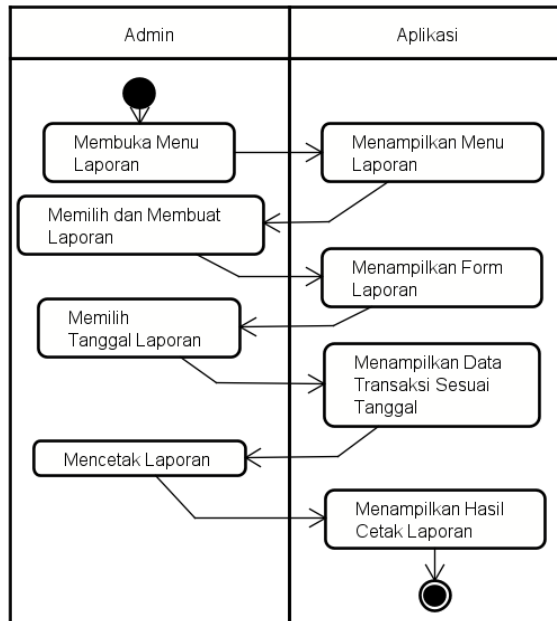 Admin
Aplikasi
Membuka Menu
Laporan
Menampilkan Menu
Laporan
Memilih dan Membuat
Laporan
Menampilkan Form
Laporan
Memilih
Tanggal Laporan
Menampilkan Data
Transaksi Sesuai
Tanggal
Mencetak Laporan
Menampilkan Hasil
Cetak Laporan